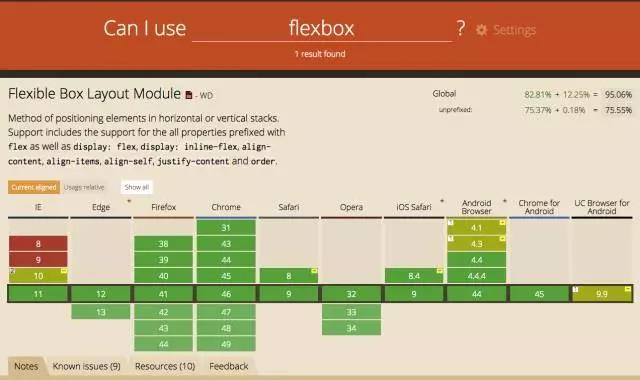 Can I use flexbox ? Settings
1 result found
Flexible Box Layout Module - WD
Global 82.81% + 12.25% = 95.06%
unprefixed: 75.37% + 0.18% = 75.55%
Method of positioning elements in horizontal or vertical stacks.
Support includes the support for the all properties prefixed with
flex as well as display: flex, display: inline-flex, align-
content, align-items, align-self, justify-content and order.
Current aligned Usage relative Show all
IE Edge * Firefox Chrome Safari Opera iOS Safari * Android Browser * Chrome for Android UC Browser for Android
31 4.1
8 38 43 4.3
9 39 44 4.4
10 40 45 8 8.4 4.4.4
11 12 41 46 9 32 9 44 45 9.9
13 42 47 33
43 48 34
44 49
Notes Known issues (9) Resources (10) Feedback